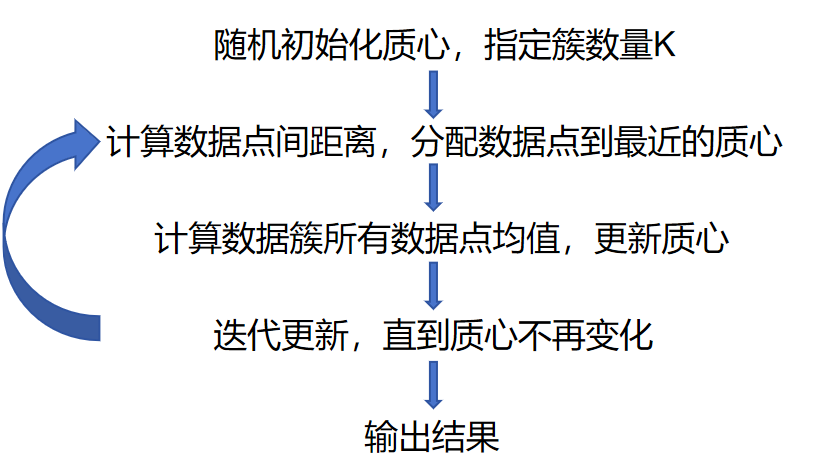 随机初始化质心，指定簇数量K
计算数据点间距离，分配数据点到最近的质心
计算数据簇所有数据点均值，更新质心
迭代更新，直到质心不再变化
输出结果